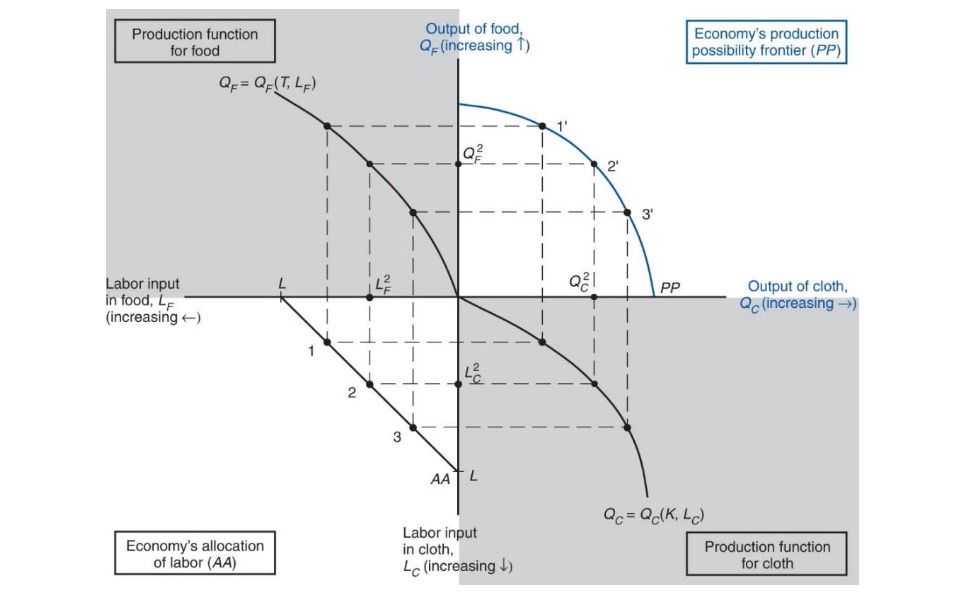 Production function
for food
Output of food,
Q_F (increasing ↑)
Economy's production
possibility frontier (PP)
Q_F = Q_F(T, L_F)
1'
Q_F^2
2'
3'
Labor input
in food, L_F
(increasing ←)
L
L_F^2
Q_C^2
PP
Output of cloth,
Q_C (increasing →)
1
L_C^2
2
3
AA
L
Q_C = Q_C(K, L_C)
Labor input
in cloth,
L_C (increasing ↓)
Economy's allocation
of labor (AA)
Production function
for cloth